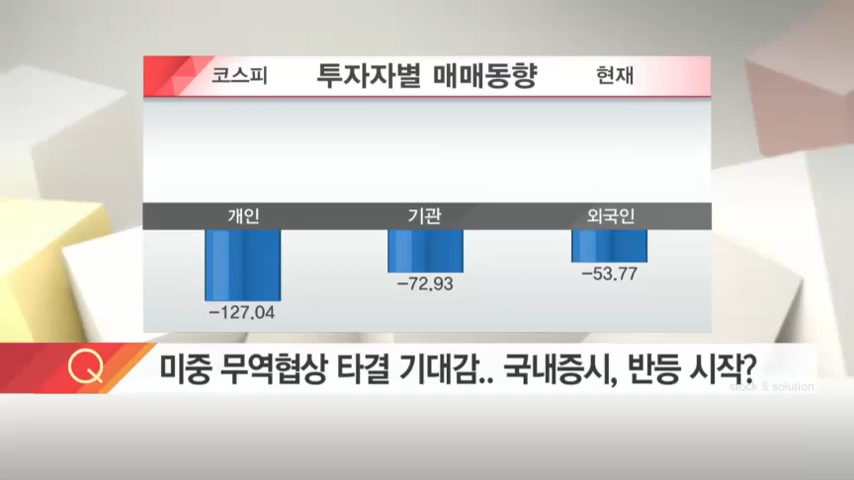 코스피 투자자별 매매동향 현재
개인 기관 외국인
-127.04 -72.93 -53.77
Q 미중 무역협상 타결 기대감.. 국내증시, 반등 시작?
stock & solution